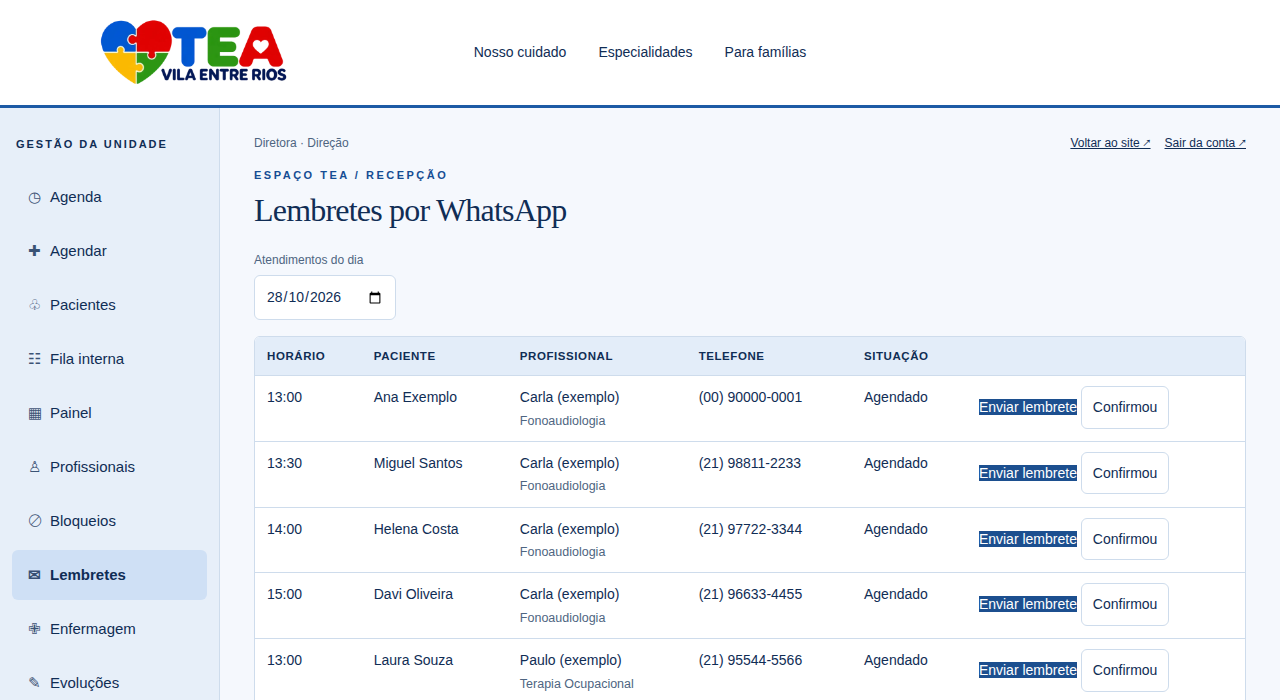 TEA
VILA ENTRE RIOS
Nosso cuidado
Especialidades
Para famílias
GESTÃO DA UNIDADE
Agenda
Agendar
Pacientes
Fila interna
Painel
Profissionais
Bloqueios
Lembretes
Enfermagem
Evoluções
Diretora · Direção
Voltar ao site ↗
Sair da conta ↗
ESPAÇO TEA / RECEPÇÃO
Lembretes por WhatsApp
Atendimentos do dia
28/10/2026
HORÁRIO PACIENTE PROFISSIONAL TELEFONE SITUAÇÃO
13:00 Ana Exemplo Carla (exemplo) (00) 90000-0001 Agendado Enviar lembrete Confirmou
Fonoaudiologia
13:30 Miguel Santos Carla (exemplo) (21) 98811-2233 Agendado Enviar lembrete Confirmou
Fonoaudiologia
14:00 Helena Costa Carla (exemplo) (21) 97722-3344 Agendado Enviar lembrete Confirmou
Fonoaudiologia
15:00 Davi Oliveira Carla (exemplo) (21) 96633-4455 Agendado Enviar lembrete Confirmou
Fonoaudiologia
13:00 Laura Souza Paulo (exemplo) (21) 95544-5566 Agendado Enviar lembrete Confirmou
Terapia Ocupacional